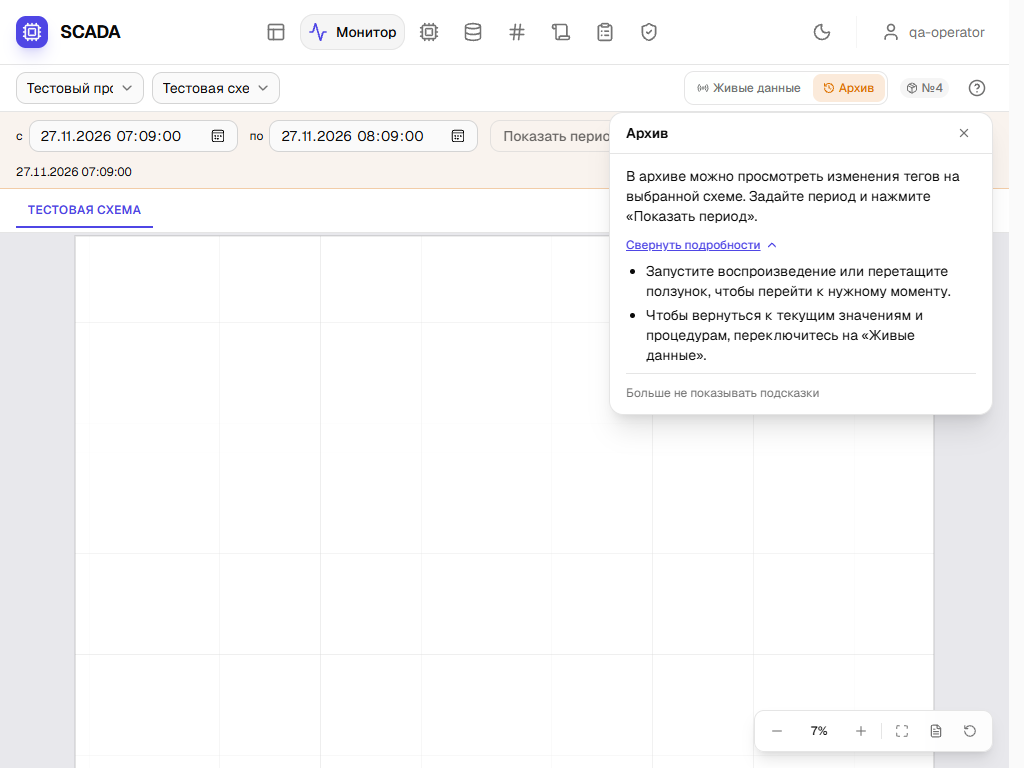 SCADA
Монитор
qa-operator
Тестовый прс
Тестовая схе
Живые данные
Архив
№4
с
27.11.2026 07:09:00
по
27.11.2026 08:09:00
Показать перио
27.11.2026 07:09:00
ТЕСТОВАЯ СХЕМА
Архив
В архиве можно просмотреть изменения тегов на
выбранной схеме. Задайте период и нажмите
«Показать период».
Свернуть подробности
Запустите воспроизведение или перетащите
ползунок, чтобы перейти к нужному моменту.
Чтобы вернуться к текущим значениям и
процедурам, переключитесь на «Живые
данные».
Больше не показывать подсказки
7%